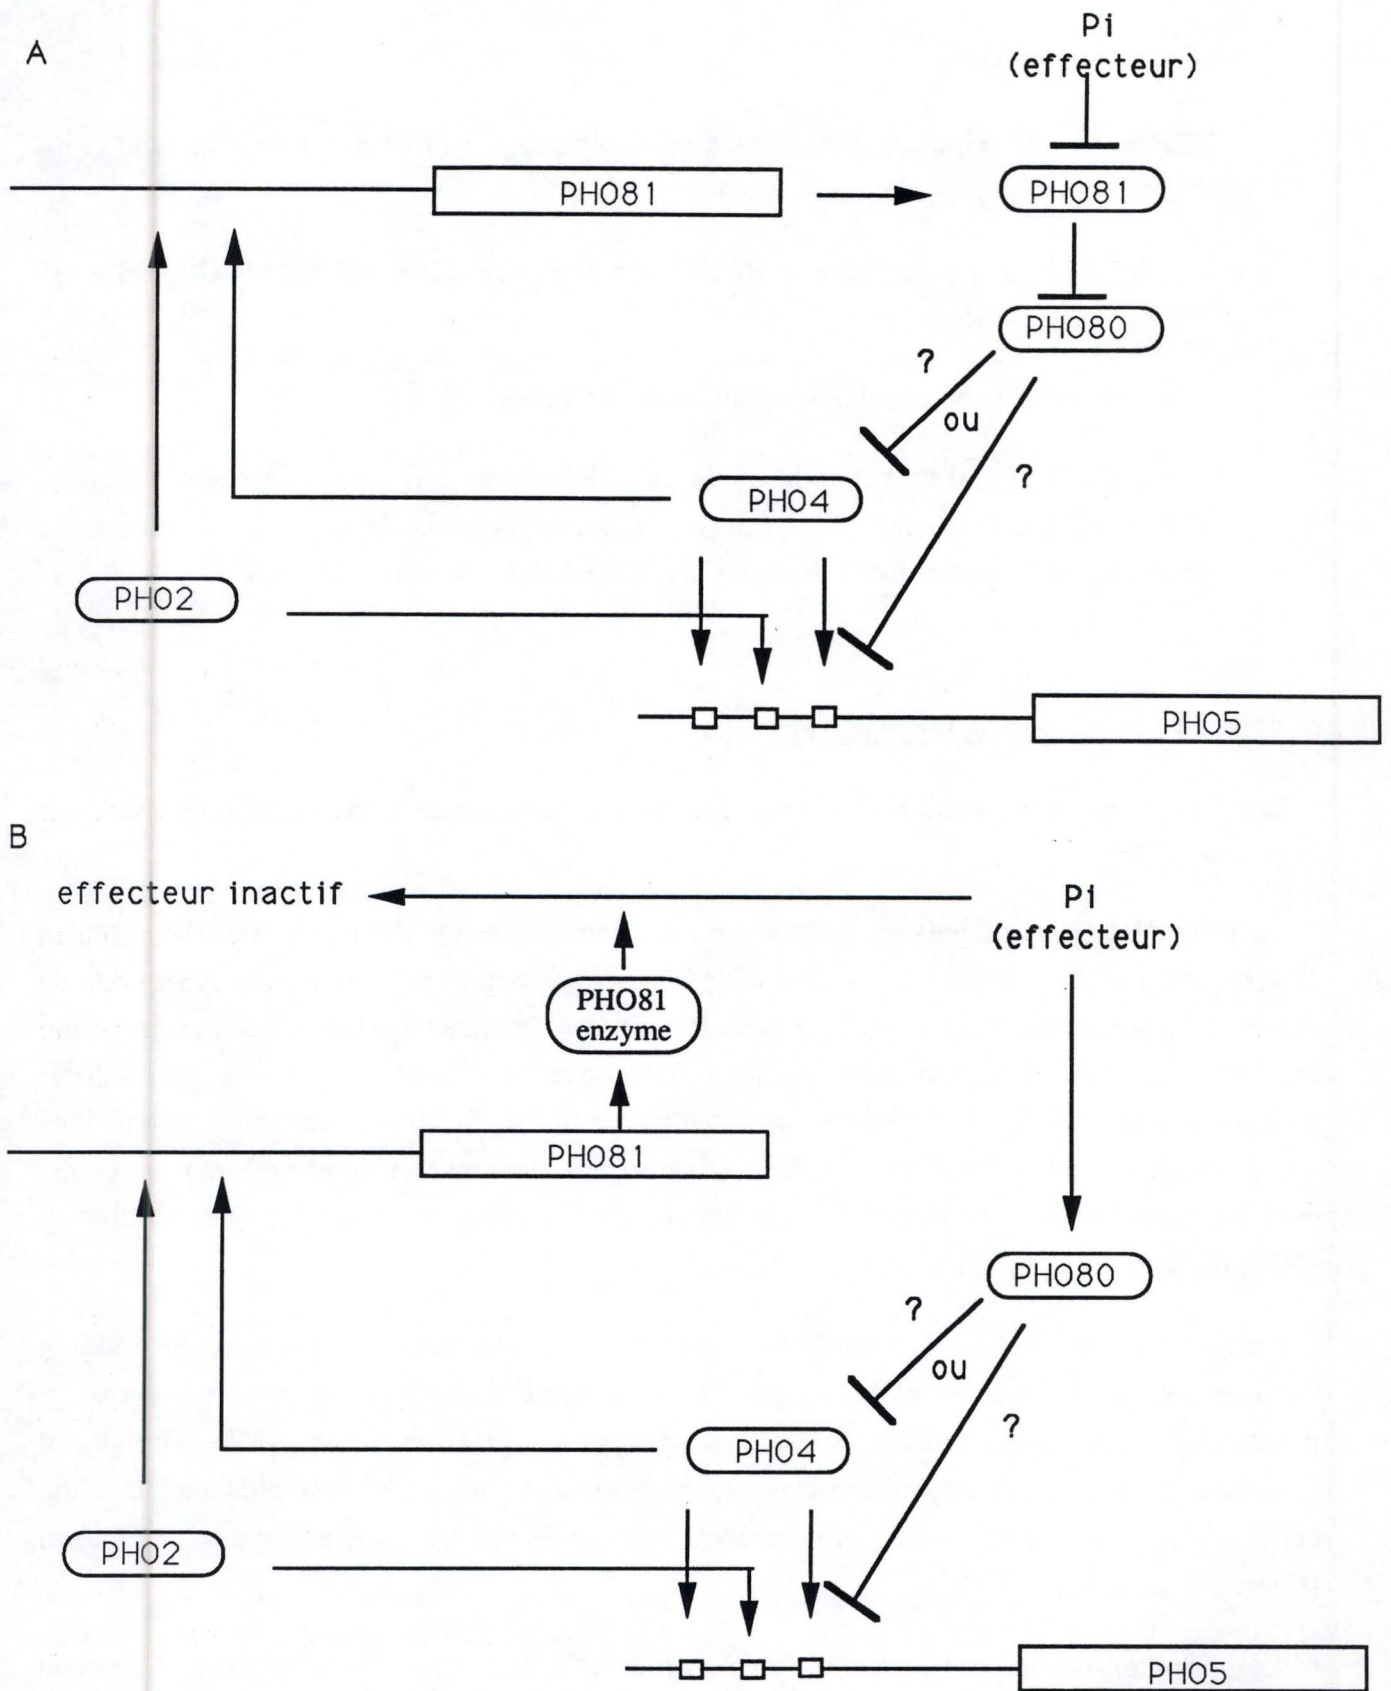 A
Pi
(effecteur)
PHO81
PHO81
PHO80
?
ou
?
PHO4
PHO2
PHO5
B
effecteur inactif
Pi
(effecteur)
PHO81
enzyme
PHO81
PHO80
?
ou
?
PHO4
PHO2
PHO5